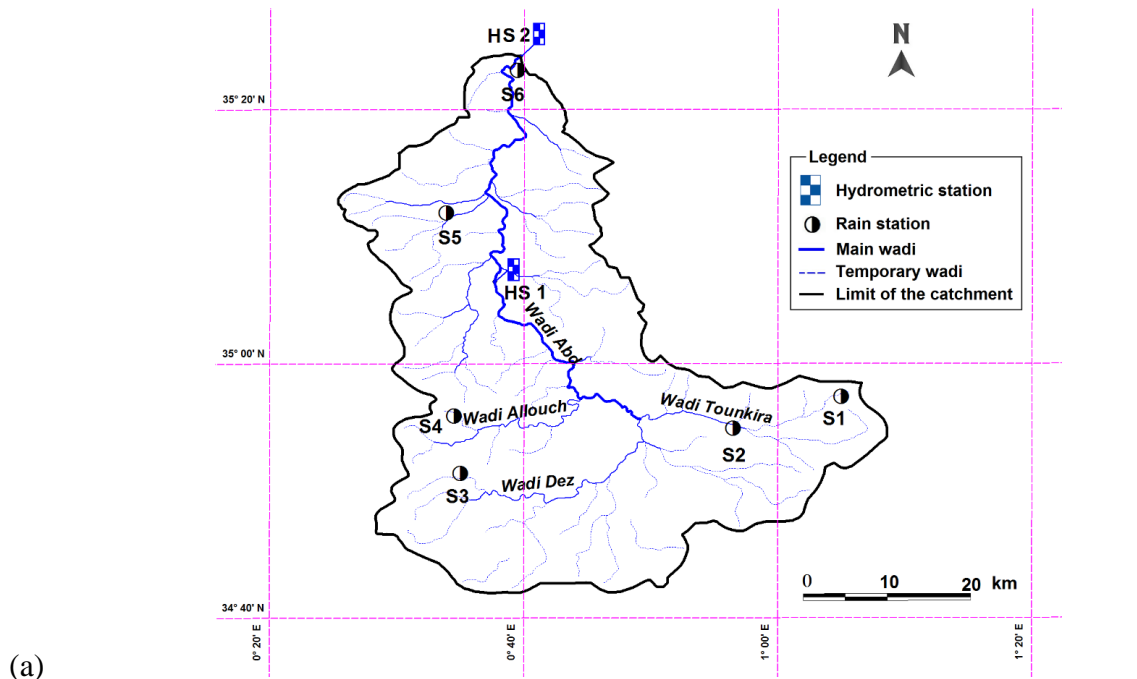 HS 2
N
S6
35° 20' N
Legend
Hydrometric station
Rain station
Main wadi
Temporary wadi
Limit of the catchment
S5
HS 1
Wadi Abd
35° 00' N
Wadi Allouch
Wadi Tounkira
S4
S1
S2
Wadi Dez
S3
0 10 20 km
34° 40' N
0° 20' E
0° 40' E
1° 00' E
1° 20' E
(a)